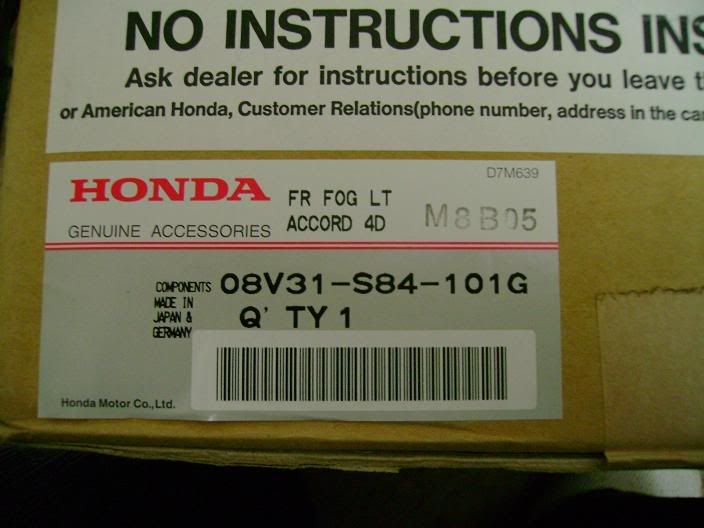 NO INSTRUCTIONS
Ask dealer for instructions before you leave
or American Honda, Customer Relations(phone number, address in the
D7M639
HONDA
GENUINE ACCESSORIES
FR FOG LT
ACCORD 4D
M8B05
COMPONENTS
MADE IN
JAPAN &
GERMANY
08V31-S84-101G
Q' TY 1
Honda Motor Co.,Ltd.